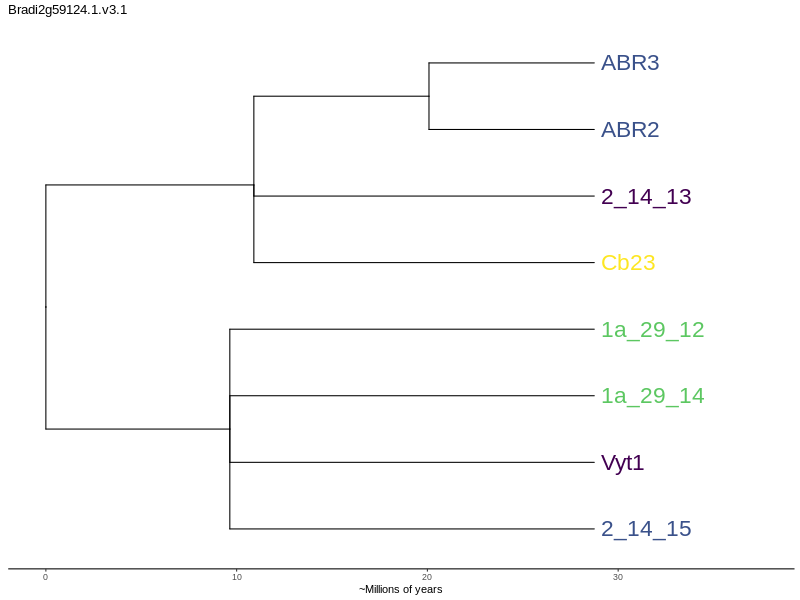 Bradi2g59124.1.v3.1
ABR3
ABR2
2_14_13
Cb23
1a_29_12
1a_29_14
Vyt1
2_14_15
0 10 20 30
~Millions of years